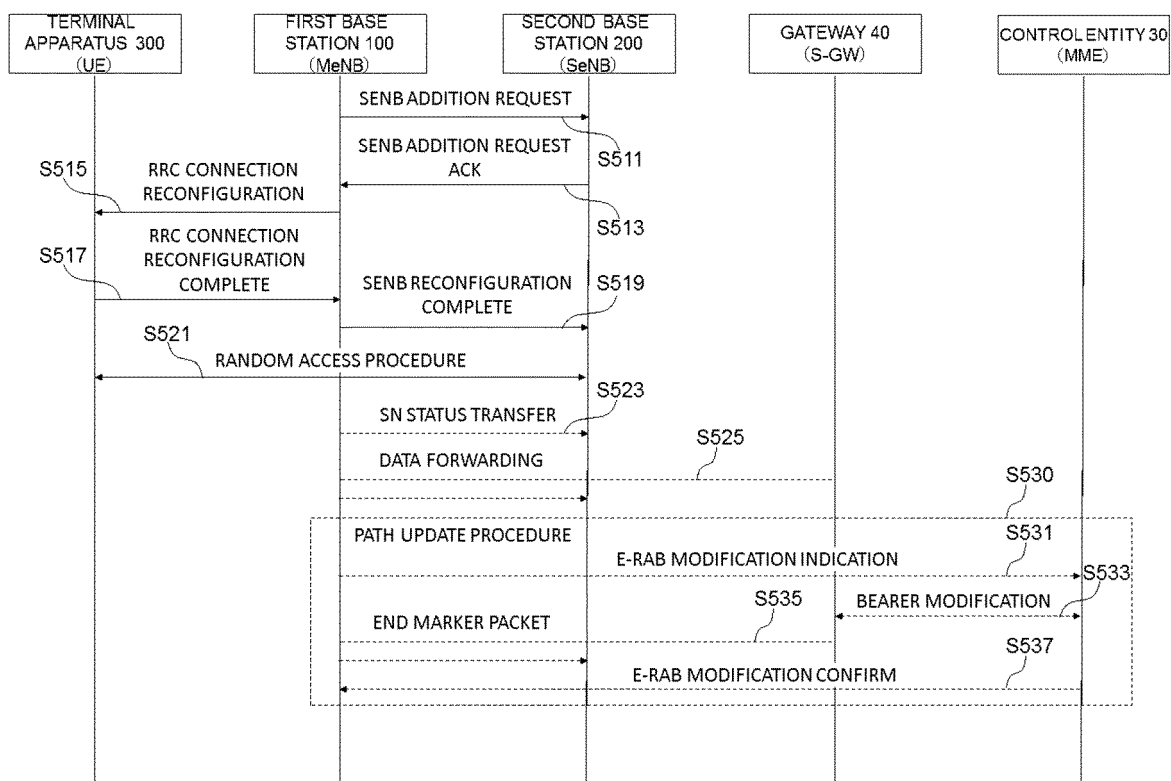 TERMINAL
APPARATUS 300
(UE)
FIRST BASE
STATION 100
(MeNB)
SECOND BASE
STATION 200
(SeNB)
GATEWAY 40
(S-GW)
CONTROL ENTITY 30
(MME)
SENB ADDITION REQUEST
S511
SENB ADDITION REQUEST
ACK
S513
S515
RRC CONNECTION
RECONFIGURATION
S517
RRC CONNECTION
RECONFIGURATION
COMPLETE
SENB RECONFIGURATION
COMPLETE
S519
S521
RANDOM ACCESS PROCEDURE
S523
SN STATUS TRANSFER
S525
DATA FORWARDING
S530
PATH UPDATE PROCEDURE
S531
E-RAB MODIFICATION INDICATION
S533
BEARER MODIFICATION
S535
END MARKER PACKET
S537
E-RAB MODIFICATION CONFIRM